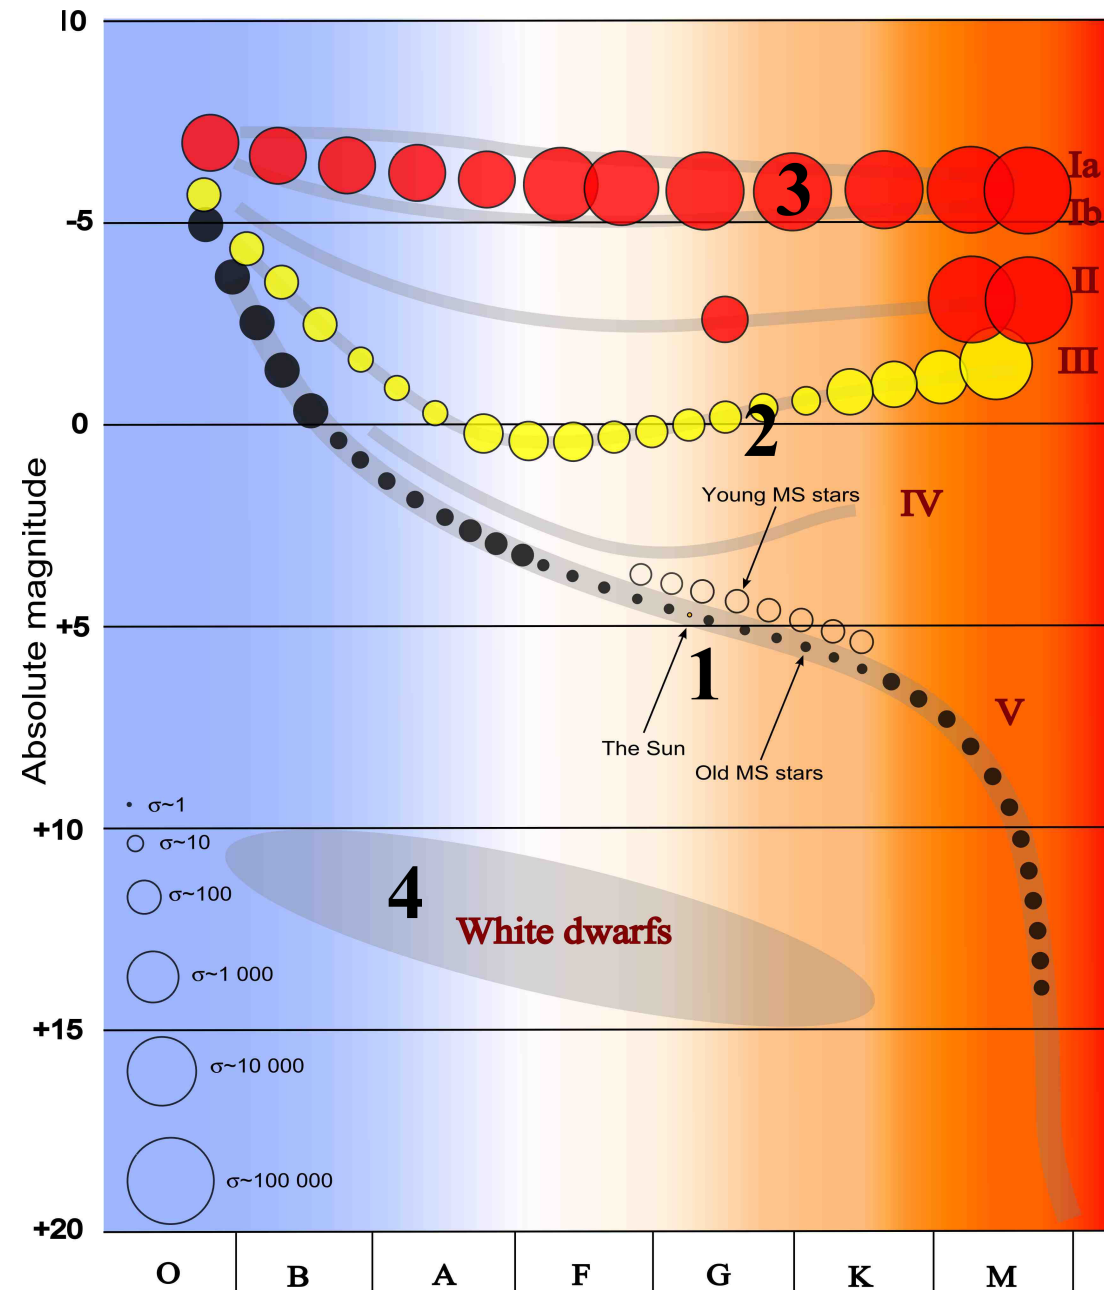 10
Ia
3
Ib
-5
II
III
0
2
Young MS stars
IV
Absolute magnitude
+5
1
V
The Sun
Old MS stars
σ~1
+10
σ~10
4
σ~100
White dwarfs
σ~1 000
+15
σ~10 000
σ~100 000
+20
O B A F G K M